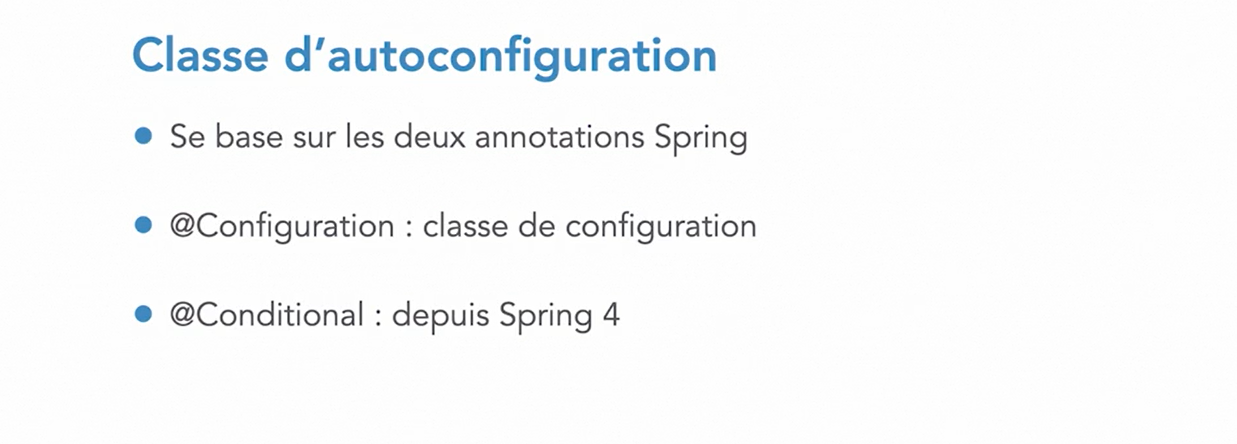 Classe d’autoconfiguration
● Se base sur les deux annotations Spring
● @Configuration : classe de configuration
● @Conditional : depuis Spring 4